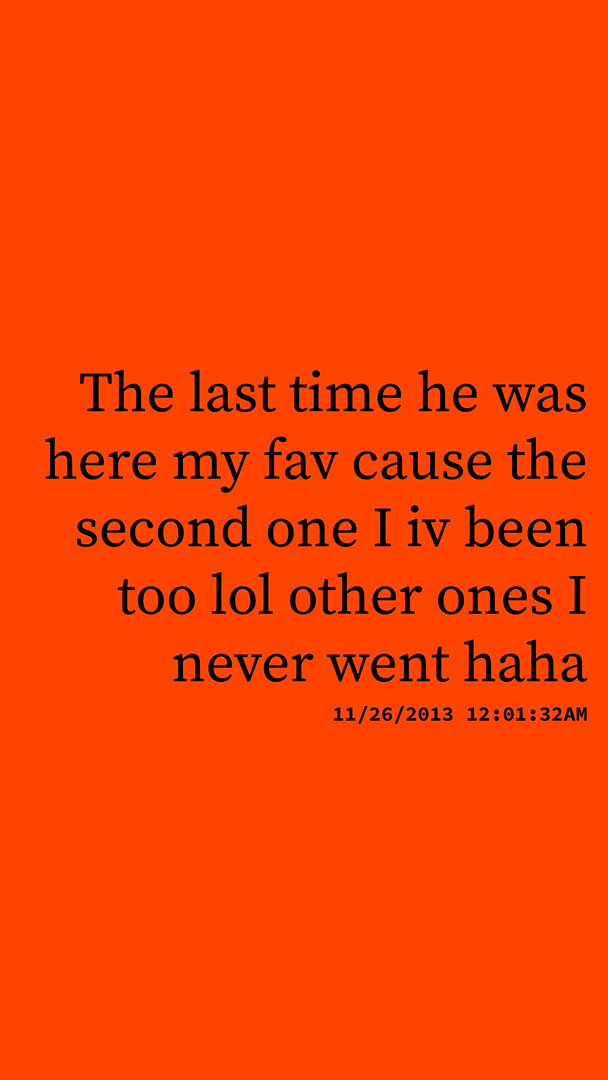 The last time he was
here my fav cause the
second one I iv been
too lol other ones I
never went haha
11/26/2013 12:01:32AM